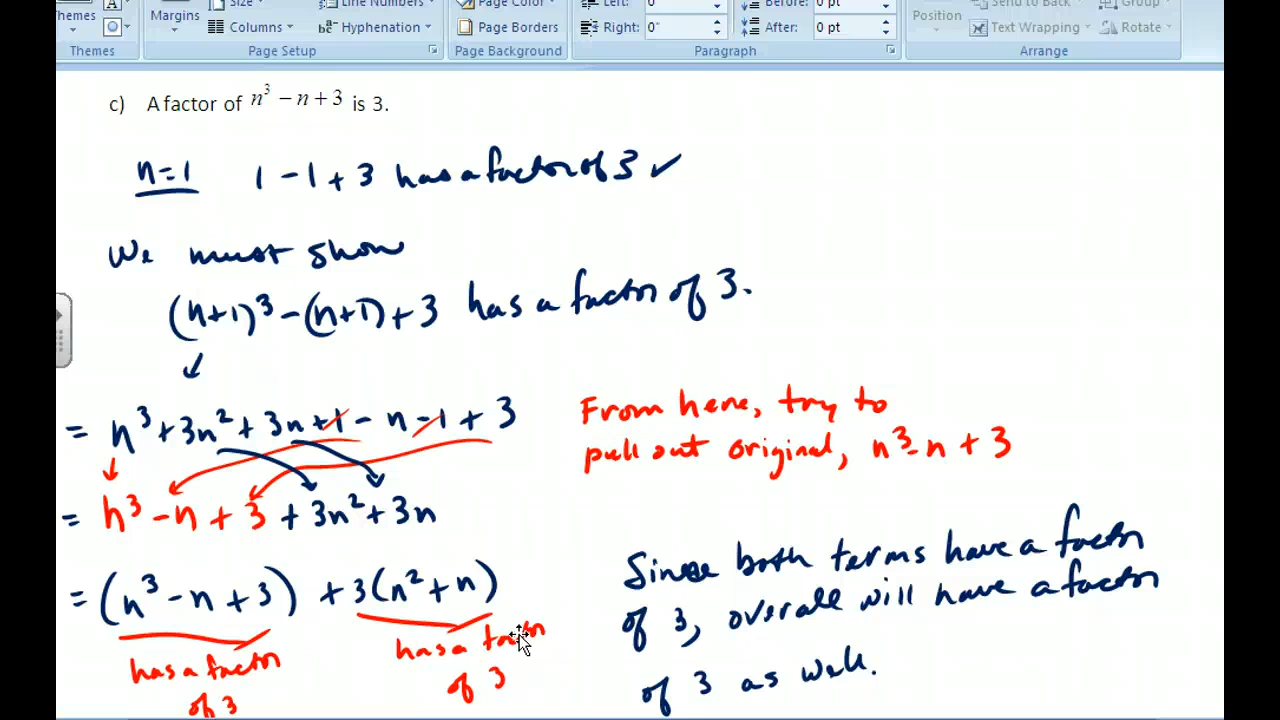 Themes
A
Margins
Size
Columns
Line Numbers
Hyphenation
Page Color
Page Borders
Left: 0
Right: 0"
Before: 0 pt
After: 0 pt
Position
Send to Back
Text Wrapping
Group
Rotate
Themes
Page Setup
Page Background
Paragraph
Arrange
c) A factor of n³ − n + 3 is 3.
n=1 1 − 1 + 3 has a factor of 3 ✓
We must show
(n+1)³ − (n+1) + 3 has a factor of 3.
= n³ + 3n² + 3n + 1 − n − 1 + 3
From here, try to
pull out original, n³ − n + 3
= n³ − n + 3 + 3n² + 3n
= (n³ − n + 3) + 3(n² + n)
has a factor
of 3
has a factor
of 3
Since both terms have a factor
of 3, overall will have a factor
of 3 as well.